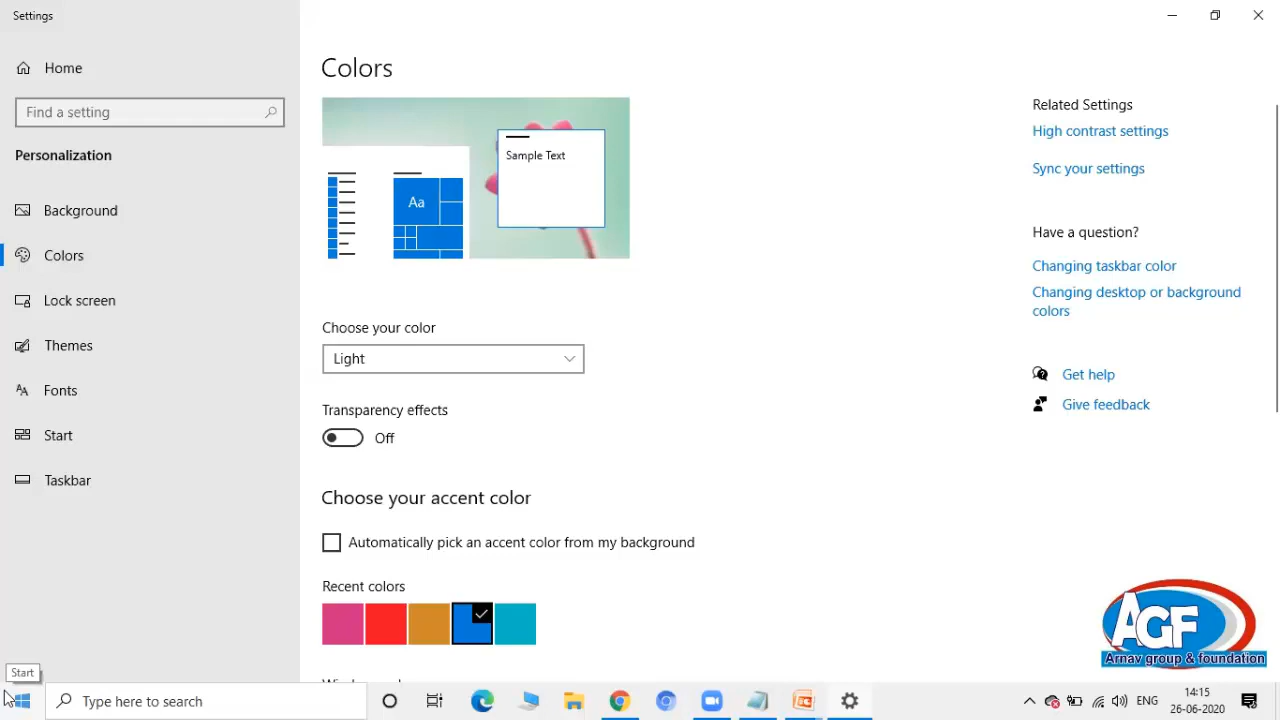 Settings
Home
Find a setting
Personalization
Background
Colors
Lock screen
Themes
Fonts
Start
Taskbar
Colors
Sample Text
Aa
Choose your color
Light
Transparency effects
Off
Choose your accent color
Automatically pick an accent color from my background
Recent colors
Related Settings
High contrast settings
Sync your settings
Have a question?
Changing taskbar color
Changing desktop or background
colors
Get help
Give feedback
AGF
Arnav group & foundation
Start
Type here to search
ENG
14:15
26-06-2020